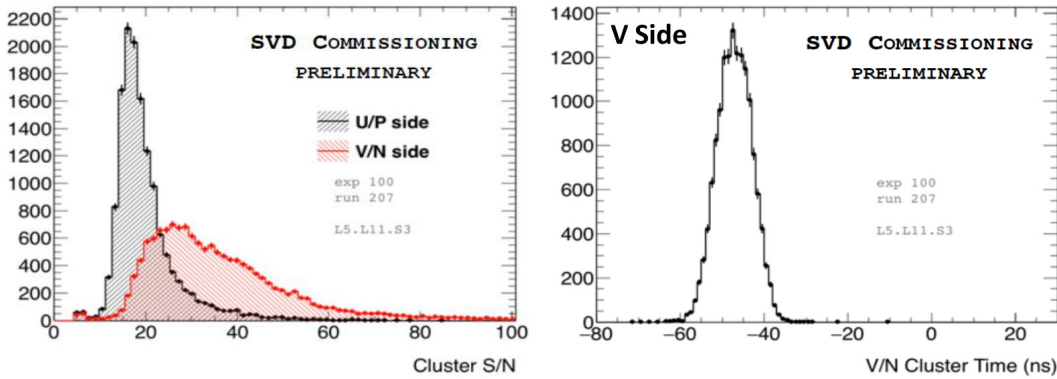 2200
2000
1800
1600
1400
1200
1000
800
600
400
200
0
0 20 40 60 80 100
Cluster S/N
SVD COMMISSIONING
PRELIMINARY
U/P side
V/N side
exp 100
run 207
L5.L11.S3
1400
1200
1000
800
600
400
200
0
−80 −60 −40 −20 0 20
V/N Cluster Time (ns)
V Side
SVD COMMISSIONING
PRELIMINARY
exp 100
run 207
L5.L11.S3